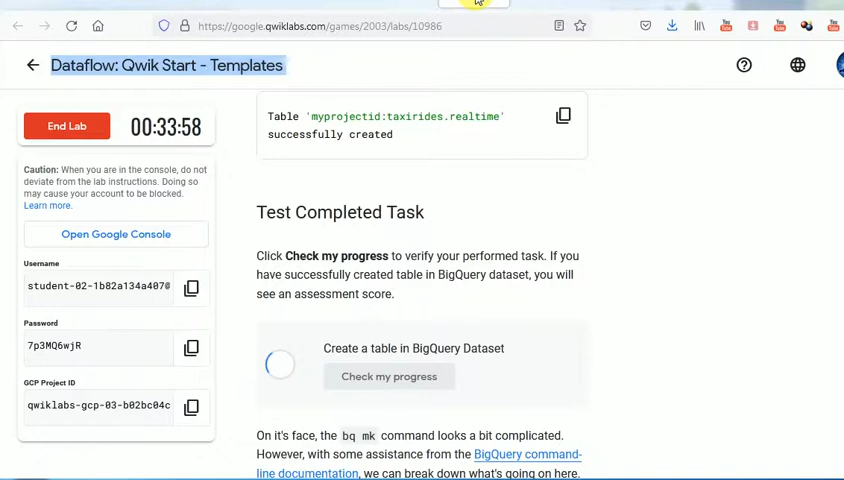 https://google.qwiklabs.com/games/2003/labs/10986
Dataflow: Qwik Start - Templates
End Lab
00:33:58
Caution: When you are in the console, do not
deviate from the lab instructions. Doing so
may cause your account to be blocked.
Learn more.
Open Google Console
Username
student-02-1b82a134a407@
Password
7p3MQ6wjR
GCP Project ID
qwiklabs-gcp-03-b02bc04c
Table 'myprojectid:taxirides.realtime'
successfully created
Test Completed Task
Click Check my progress to verify your performed task. If you
have successfully created table in BigQuery dataset, you will
see an assessment score.
Create a table in BigQuery Dataset
Check my progress
On it's face, the bq mk command looks a bit complicated.
However, with some assistance from the BigQuery command-
line documentation, we can break down what's going on here.